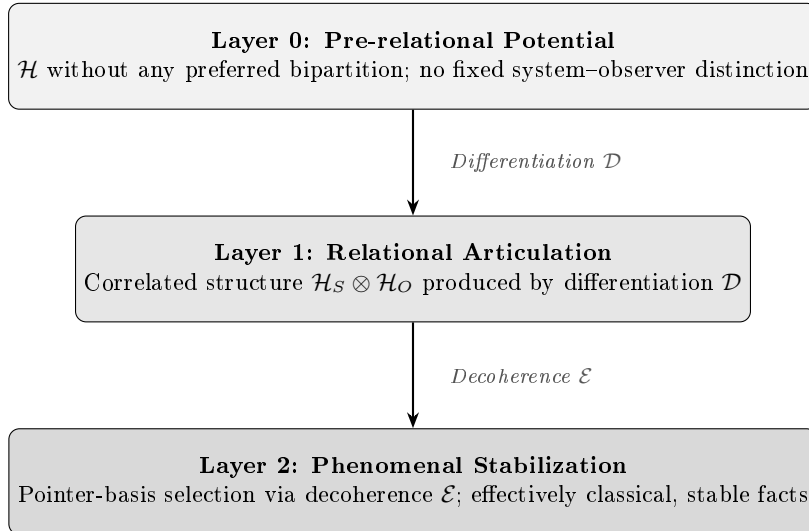 Layer 0: Pre-relational Potential
ℋ without any preferred bipartition; no fixed system–observer distinction
Differentiation 𝒟
Layer 1: Relational Articulation
Correlated structure ℋ_S ⊗ ℋ_O produced by differentiation 𝒟
Decoherence ℰ
Layer 2: Phenomenal Stabilization
Pointer-basis selection via decoherence ℰ; effectively classical, stable facts